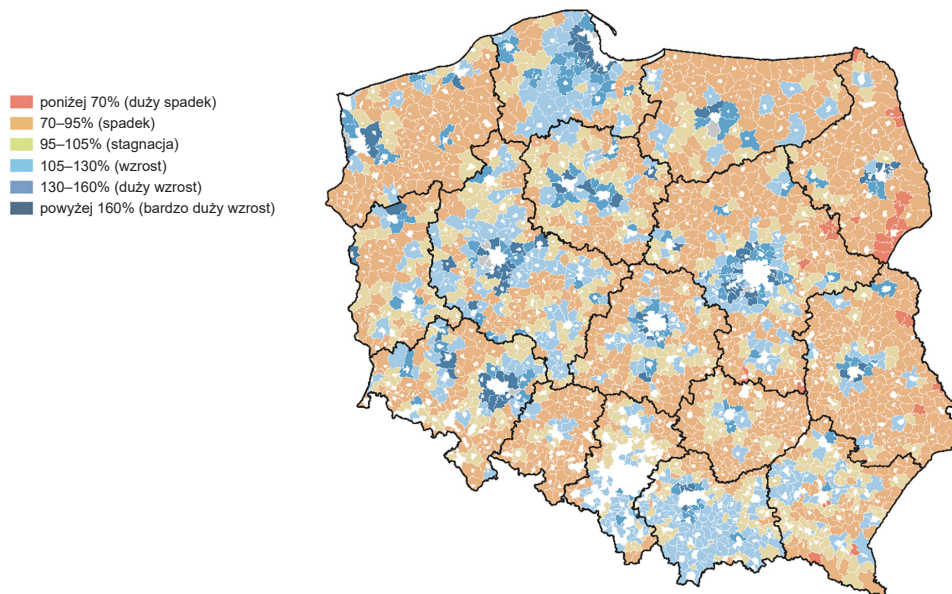 poniżej 70% (duży spadek)
70–95% (spadek)
95–105% (stagnacja)
105–130% (wzrost)
130–160% (duży wzrost)
powyżej 160% (bardzo duży wzrost)